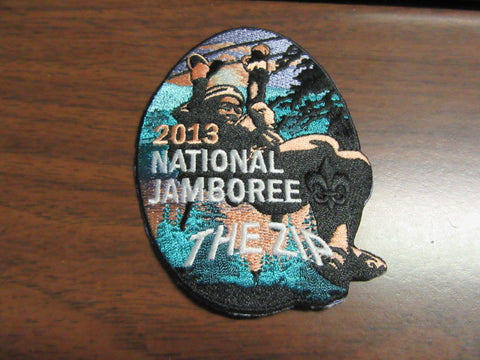 2013
NATIONAL
JAMBOREE
THE ZIP